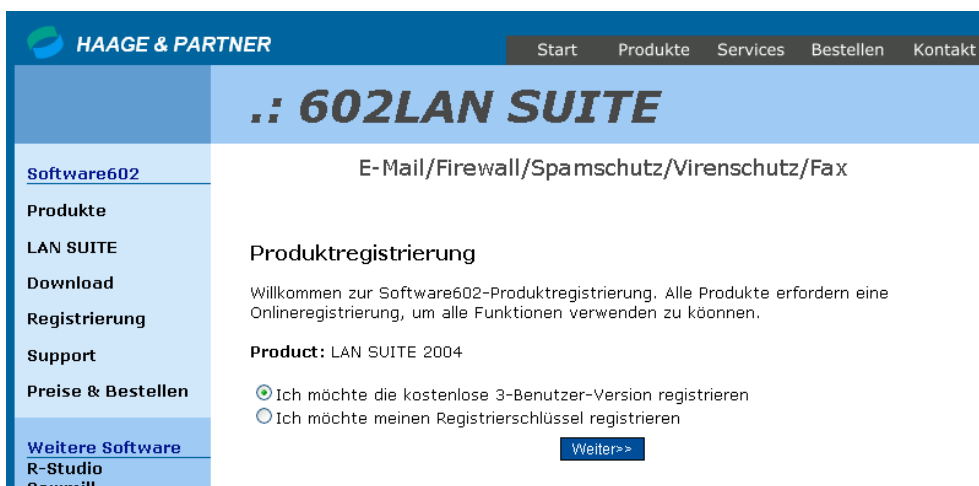 HAAGE & PARTNER
Start Produkte Services Bestellen Kontakt
.: 602LAN SUITE
E-Mail/Firewall/Spamschutz/Virenschutz/Fax
Software602
Produkte
LAN SUITE
Download
Registrierung
Support
Preise & Bestellen
Weitere Software
R-Studio
Produktregistrierung
Willkommen zur Software602-Produktregistrierung. Alle Produkte erfordern eine
Onlineregistrierung, um alle Funktionen verwenden zu köonnen.
Product: LAN SUITE 2004
Ich möchte die kostenlose 3-Benutzer-Version registrieren
Ich möchte meinen Registrierschlüssel registrieren
Weiter>>